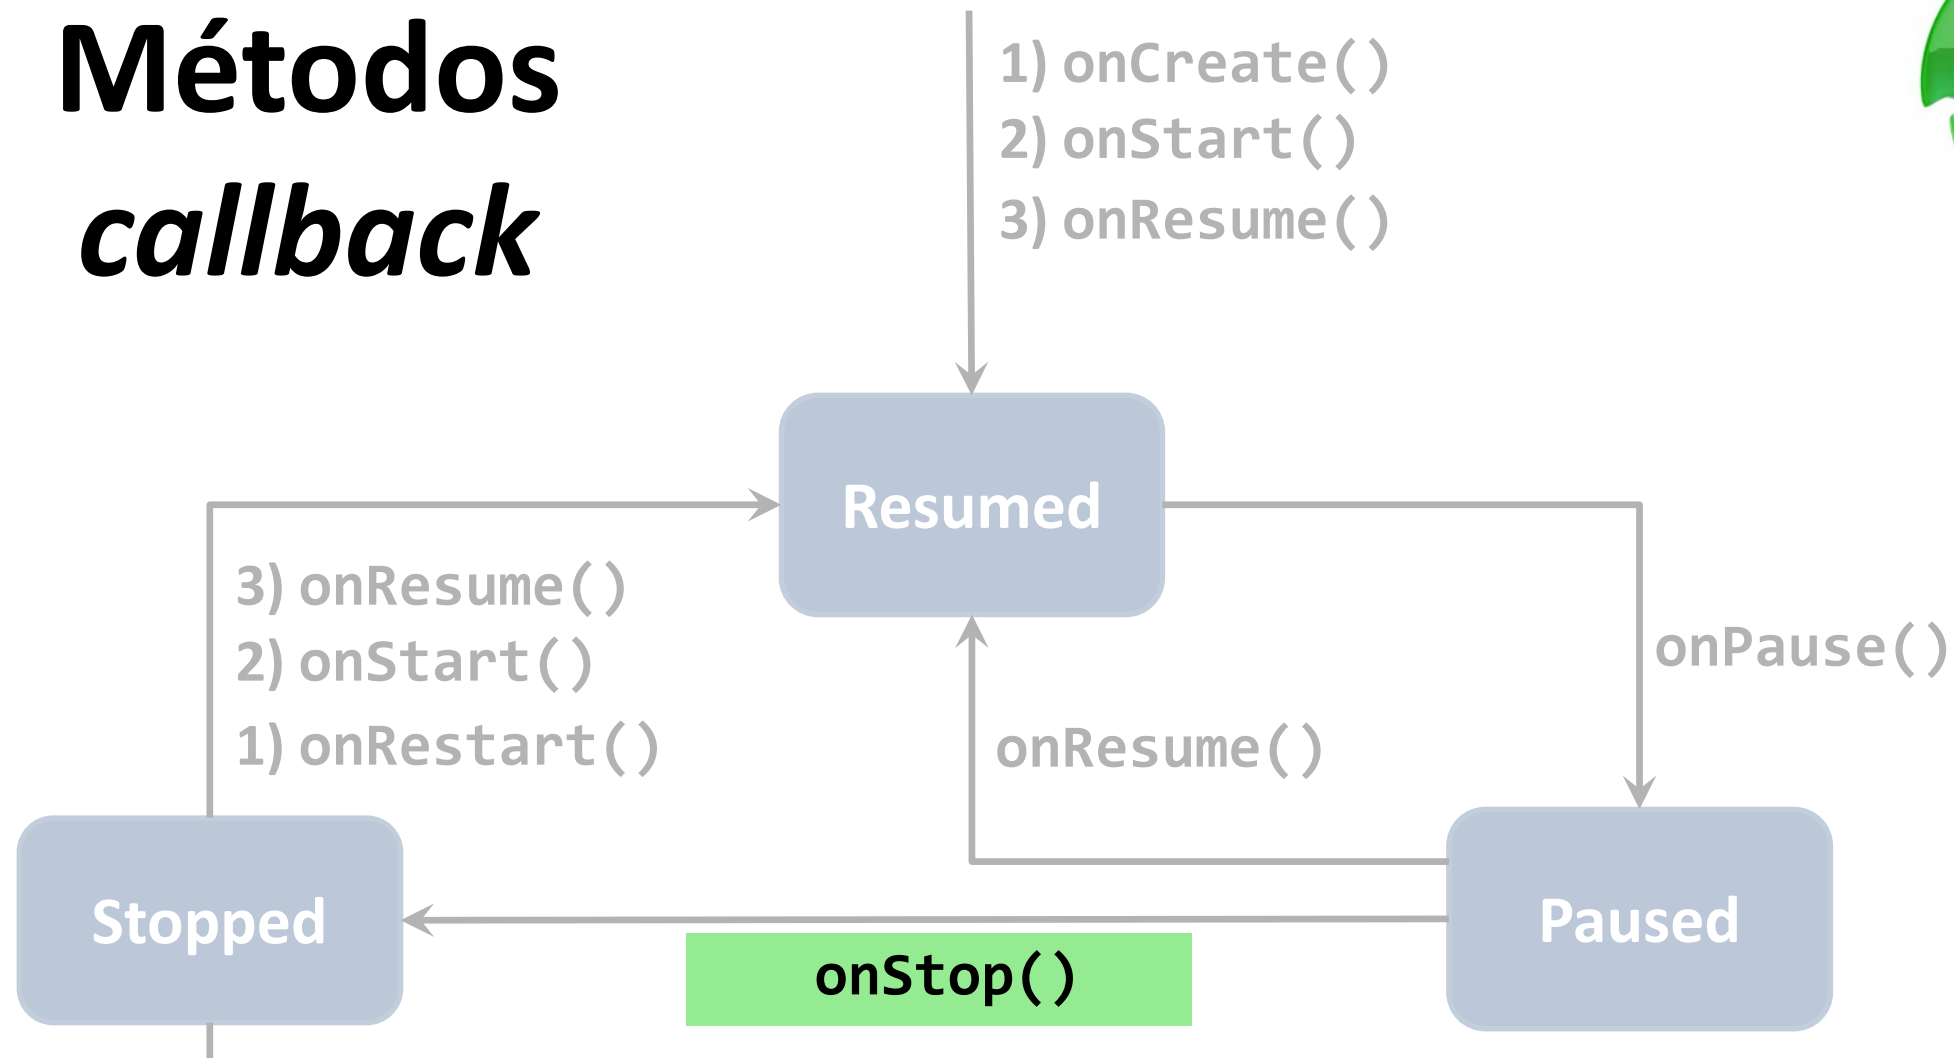 Métodos
callback
1) onCreate()
2) onStart()
3) onResume()
Resumed
3) onResume()
2) onStart()
1) onRestart()
onPause()
onResume()
Stopped
Paused
onStop()